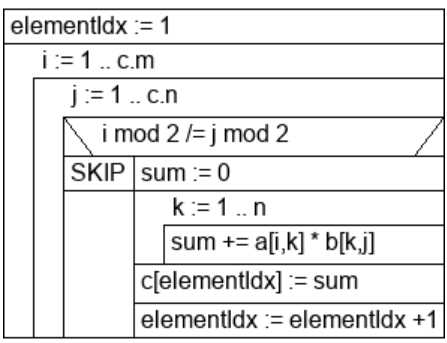 elementIdx := 1
i := 1 .. c.m
j := 1 .. c.n
i mod 2 /= j mod 2
SKIP sum := 0
k := 1 .. n
sum += a[i,k] * b[k,j]
c[elementIdx] := sum
elementIdx := elementIdx +1